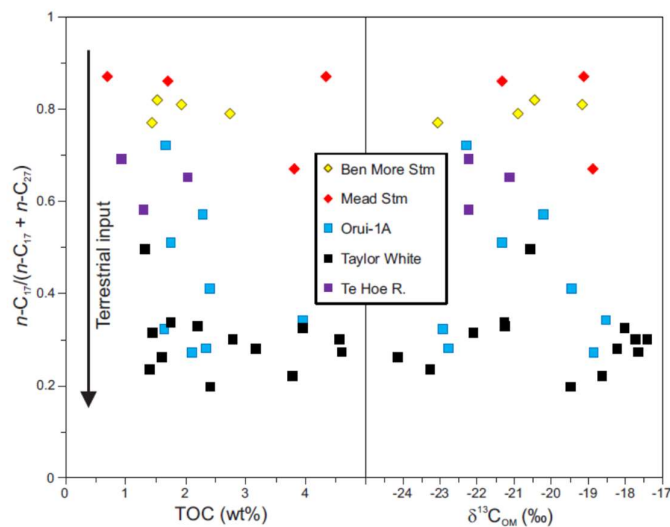 1
0.8
0.6
0.4
0.2
0
n-C17/(n-C17 + n-C27)
Terrestrial input
Ben More Stm
Mead Stm
Orui-1A
Taylor White
Te Hoe R.
0 1 2 3 4
-24 -23 -22 -21 -20 -19 -18 -17
TOC (wt%)
δ13COM (‰)